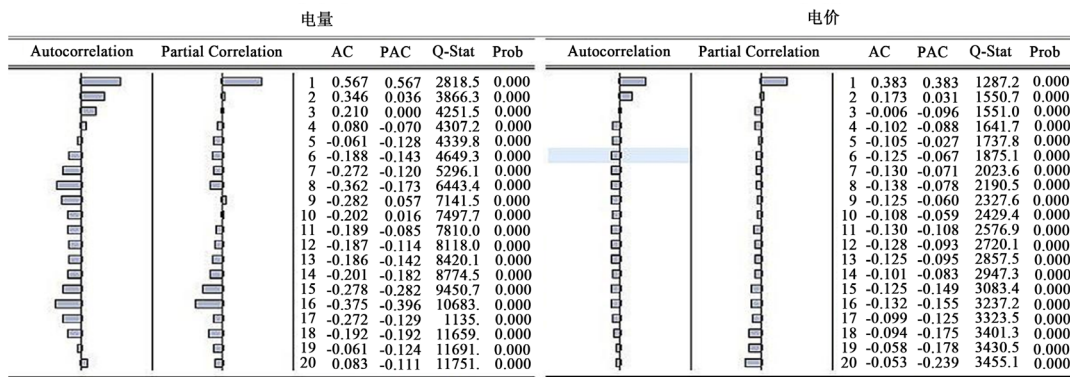 电量 电价
Autocorrelation Partial Correlation AC PAC Q-Stat Prob Autocorrelation Partial Correlation AC PAC Q-Stat Prob
1 0.567 0.567 2818.5 0.000 1 0.383 0.383 1287.2 0.000
2 0.346 0.036 3866.3 0.000 2 0.173 0.031 1550.7 0.000
3 0.210 0.000 4251.5 0.000 3 -0.006 -0.096 1551.0 0.000
4 0.080 -0.070 4307.2 0.000 4 -0.102 -0.088 1641.7 0.000
5 -0.061 -0.128 4339.8 0.000 5 -0.105 -0.027 1737.8 0.000
6 -0.188 -0.143 4649.3 0.000 6 -0.125 -0.067 1875.1 0.000
7 -0.272 -0.120 5296.1 0.000 7 -0.130 -0.071 2023.6 0.000
8 -0.362 -0.173 6443.4 0.000 8 -0.138 -0.078 2190.5 0.000
9 -0.282 0.057 7141.5 0.000 9 -0.125 -0.060 2327.6 0.000
10 -0.202 0.016 7497.7 0.000 10 -0.108 -0.059 2429.4 0.000
11 -0.189 -0.085 7810.0 0.000 11 -0.130 -0.108 2576.9 0.000
12 -0.187 -0.114 8118.0 0.000 12 -0.128 -0.093 2720.1 0.000
13 -0.186 -0.142 8420.1 0.000 13 -0.125 -0.095 2857.5 0.000
14 -0.201 -0.182 8774.5 0.000 14 -0.101 -0.083 2947.3 0.000
15 -0.278 -0.282 9450.7 0.000 15 -0.125 -0.149 3083.4 0.000
16 -0.375 -0.396 10683. 0.000 16 -0.132 -0.155 3237.2 0.000
17 -0.272 -0.129 1135. 0.000 17 -0.099 -0.125 3323.5 0.000
18 -0.192 -0.192 11659. 0.000 18 -0.094 -0.175 3401.3 0.000
19 -0.061 -0.124 11691. 0.000 19 -0.058 -0.178 3430.5 0.000
20 0.083 -0.111 11751. 0.000 20 -0.053 -0.239 3455.1 0.000